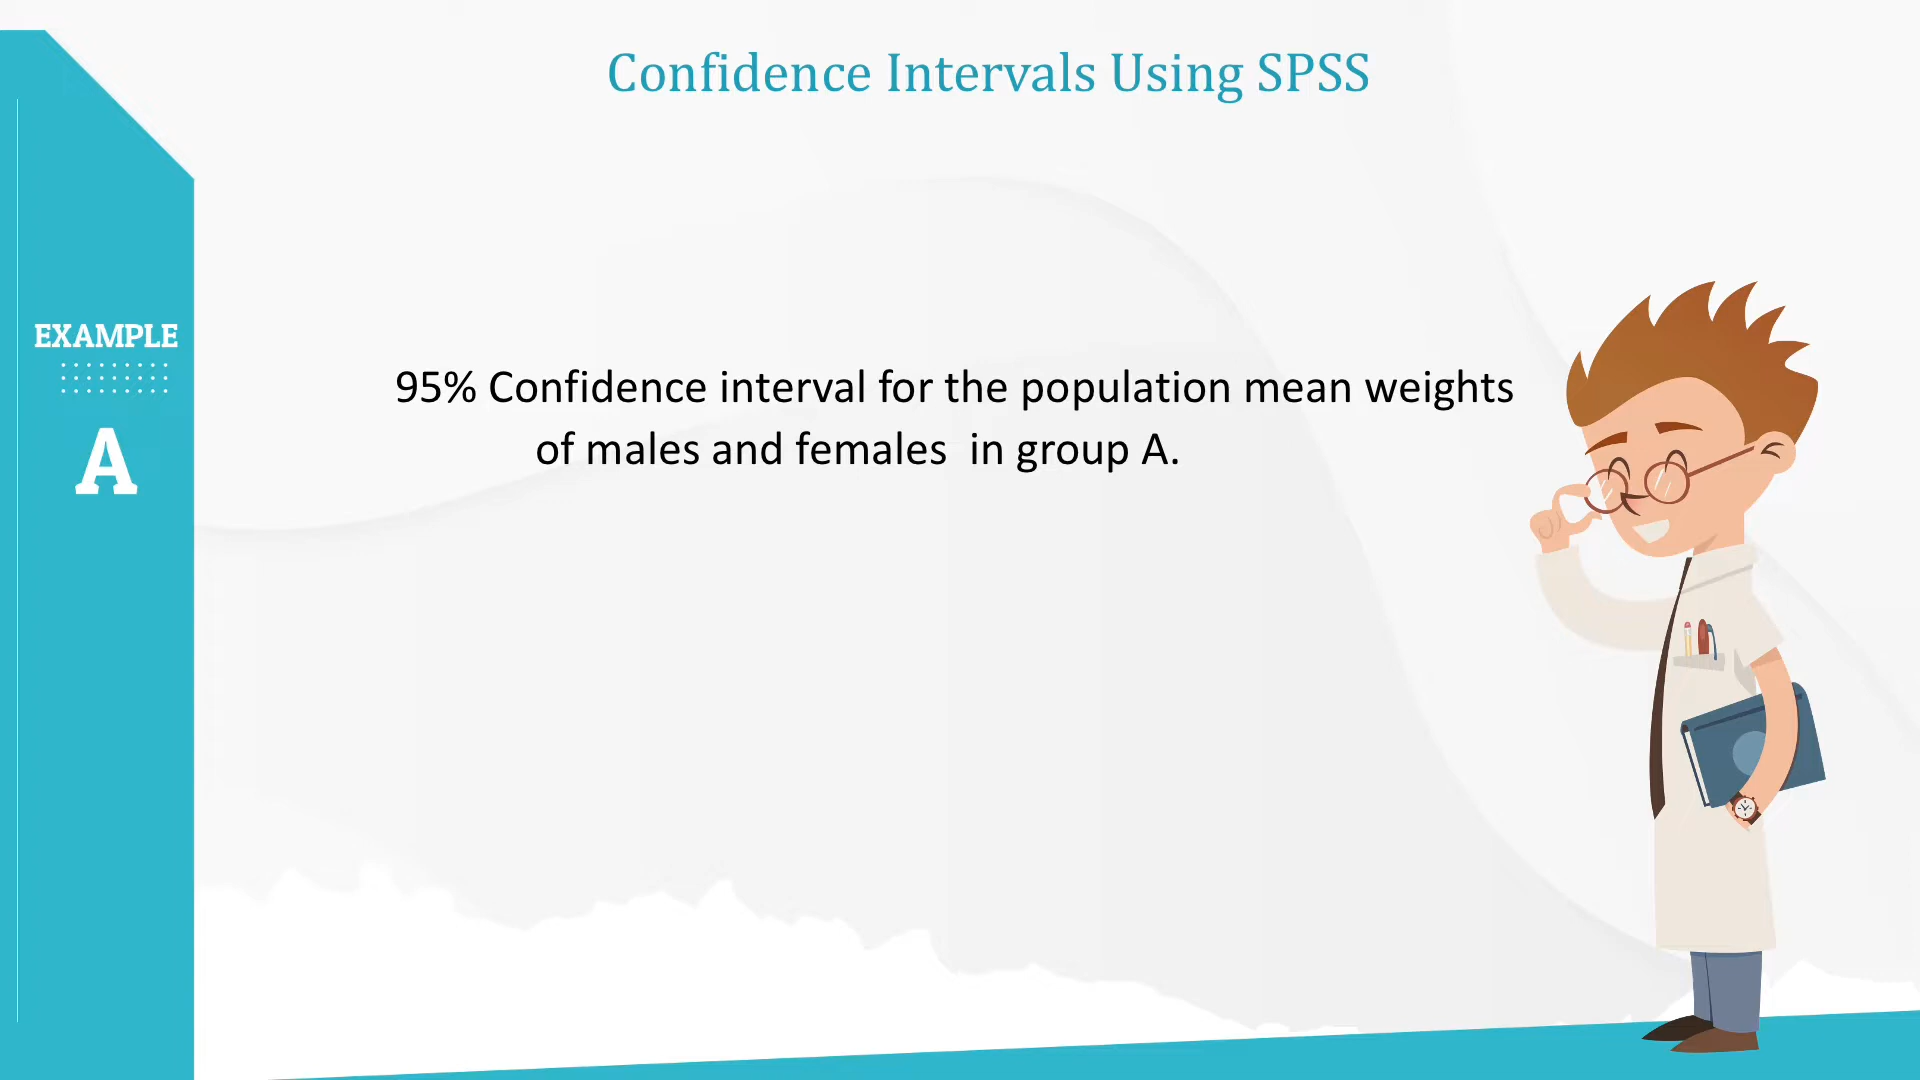 Confidence Intervals Using SPSS
EXAMPLE
A
95% Confidence interval for the population mean weights
of males and females  in group A.